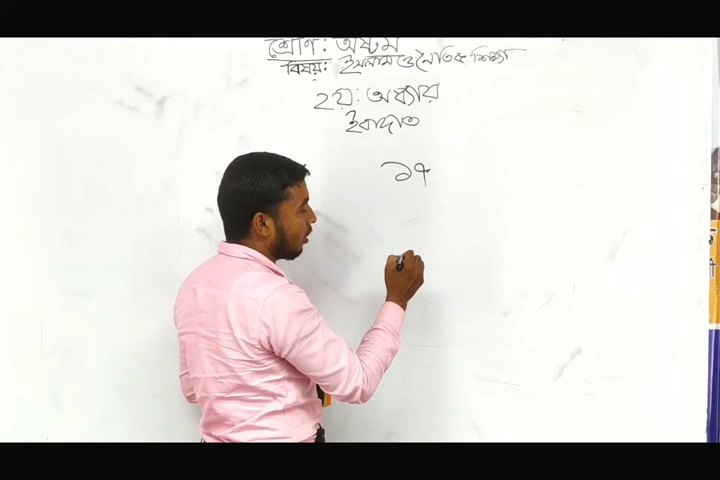 শ্রেণি: অষ্টম
বিষয়: ইসলাম ও নৈতিক শিক্ষা
২য়: অধ্যায়
ইবাদাত
১৭